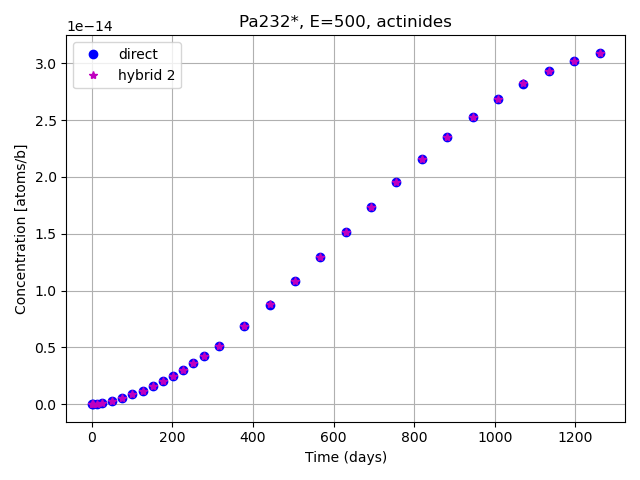 Pa232*, E=500, actinides
1e−14
direct
hybrid 2
3.0
2.5
2.0
1.5
1.0
0.5
0.0
Concentration [atoms/b]
0 200 400 600 800 1000 1200
Time (days)